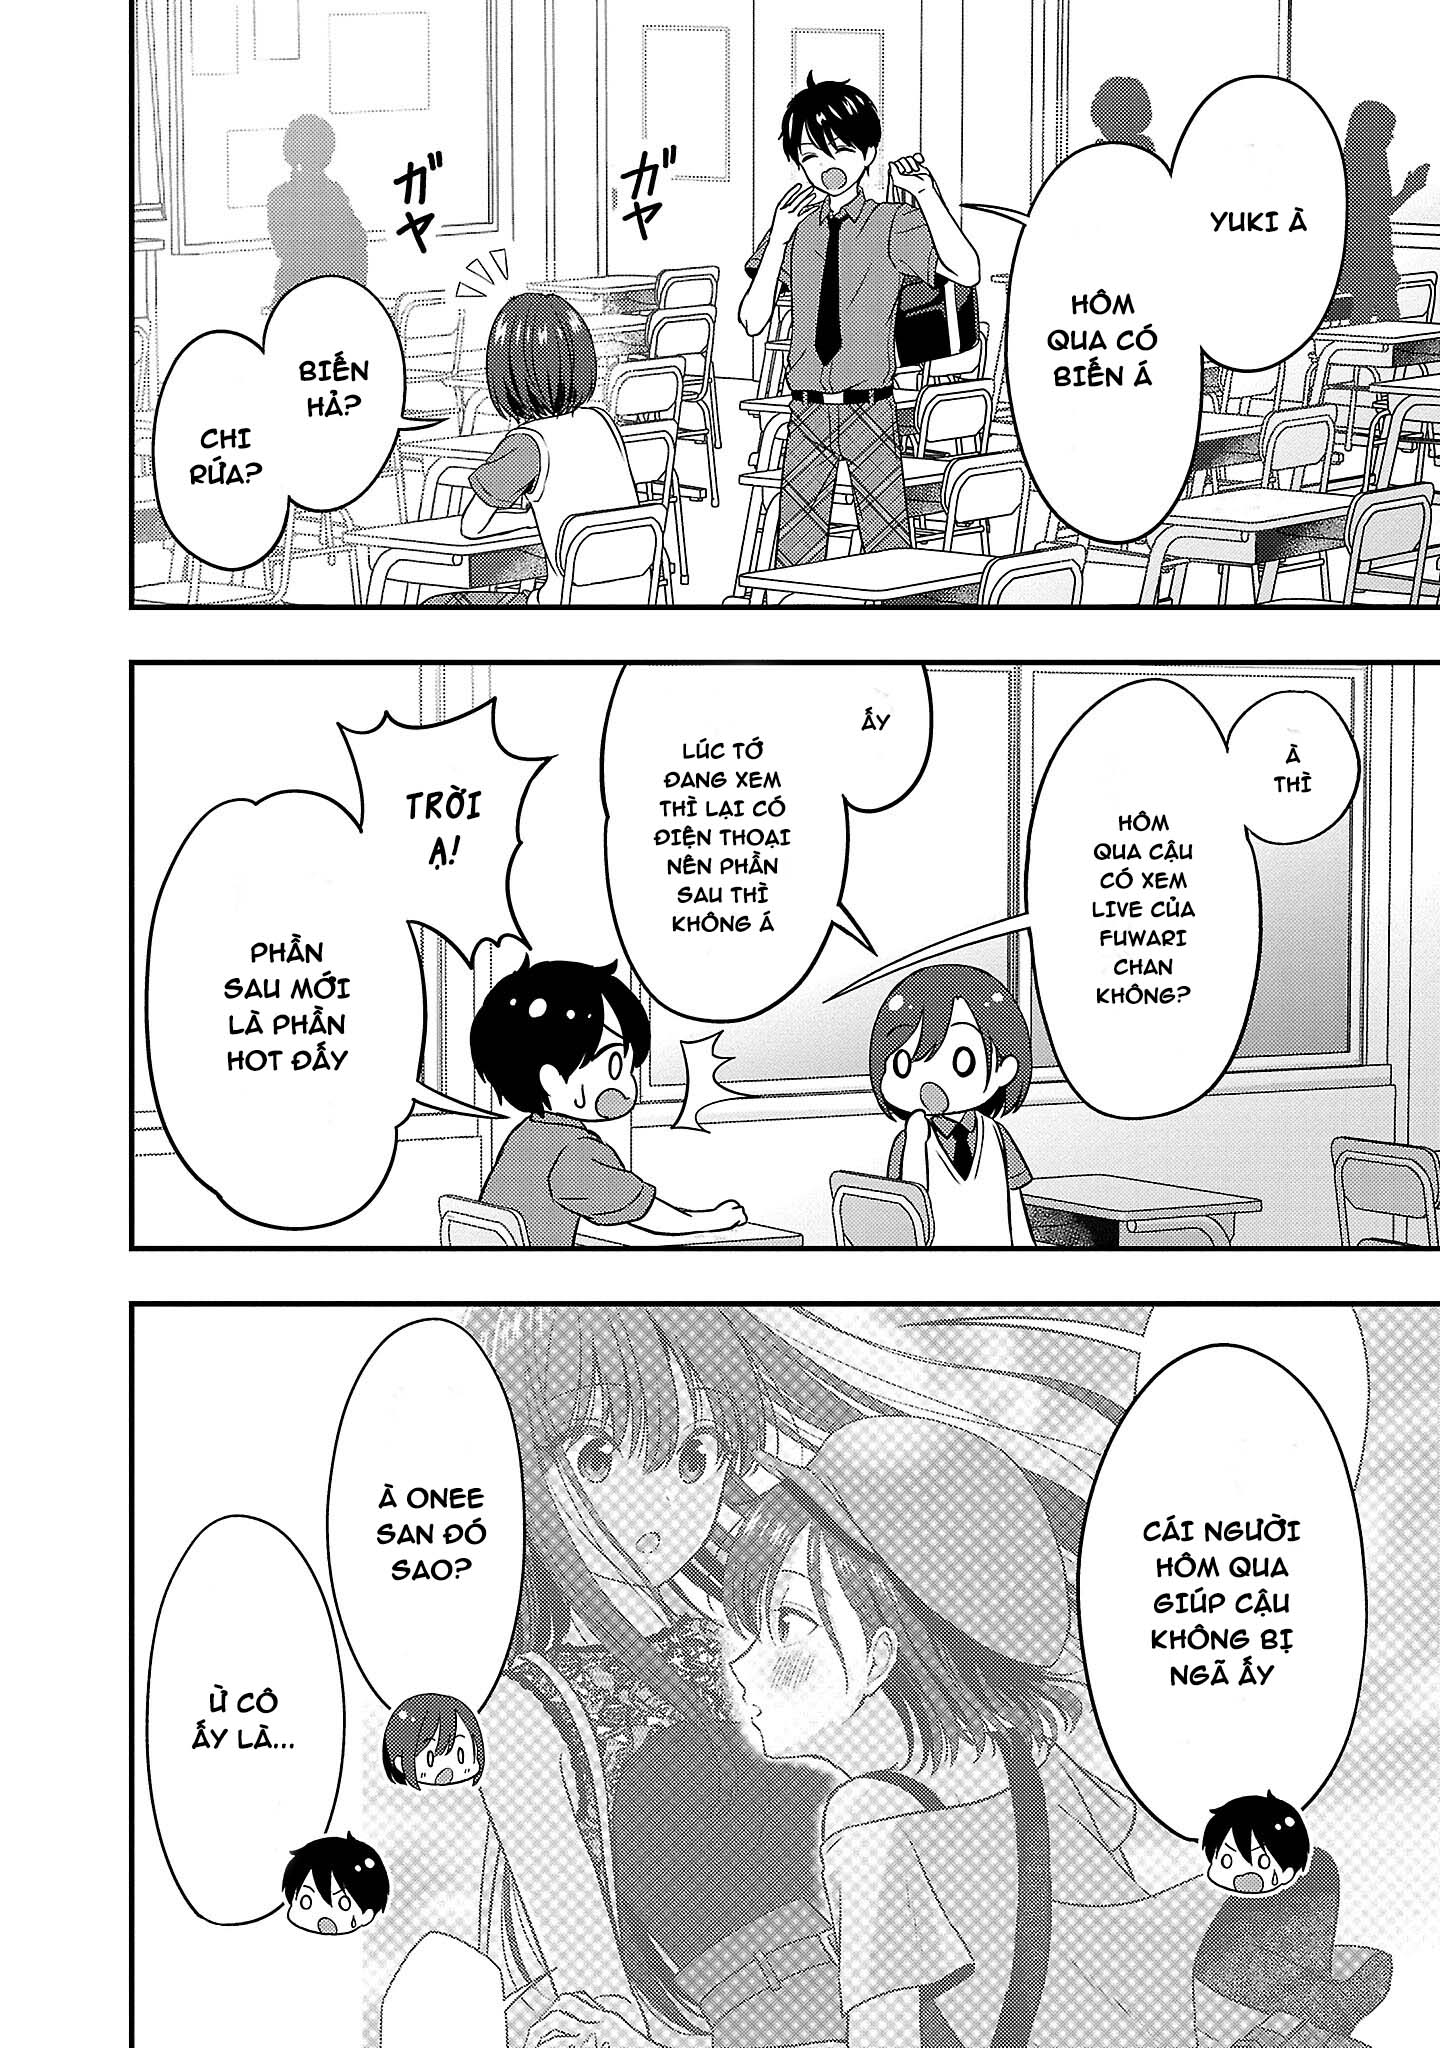 YUKI À
HÔM
QUA CÓ
BIẾN Á
ガヤ
ガヤ
BIẾN
HẢ?
CHI
RỨA?
À
THÌ
HÔM
QUA CẬU
CÓ XEM
LIVE CỦA
FUWARI
CHAN
KHÔNG?
ẤY
LÚC TỚ
ĐANG XEM
THÌ LẠI CÓ
ĐIỆN THOẠI
NÊN PHẦN
SAU THÌ
KHÔNG Á
TRỜI
Ạ!
PHẦN
SAU MỚI
LÀ PHẦN
HOT ĐẤY
CÁI NGƯỜI
HÔM QUA
GIÚP CẬU
KHÔNG BỊ
NGÃ ẤY
À ONEE
SAN ĐÓ
SAO?
Ừ CÔ
ẤY LÀ...